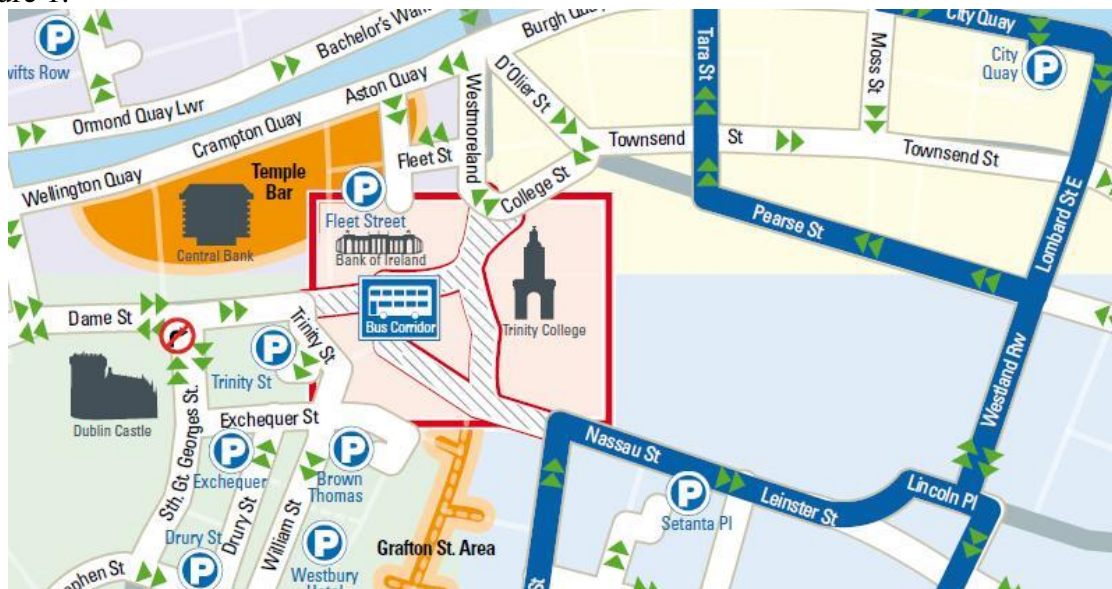 P
wifts Row
Ormond Quay Lwr
Bachelor's
Burgh Quay
Aston Quay
Crampton Quay
Wellington Quay
Westmoreland
D'Olier St
Fleet St
College St
Townsend St
Townsend St
Tara St
Moss St
City Quay
City
Quay
P
Lombard St E
Pearse St
Westland Rw
Temple
Bar
Central Bank
P
Fleet Street
Bank of Ireland
Bus Corridor
Trinity College
Dame St
Trinity St
P
Trinity St
Dublin Castle
Sth. Gt. Georges St.
Exchequer St
P
Exchequer
P
Brown
Thomas
Drury St
William St
Drury St
P
P
Westbury
phen St
Grafton St. Area
Nassau St
P
Setanta Pl
Leinster St
Lincoln Pl